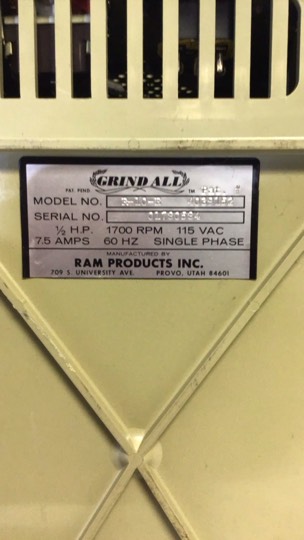 GRIND ALL
PAT. PEND. TM
MODEL NO.
SERIAL NO. 01780584
½ H.P. 1700 RPM 115 VAC
7.5 AMPS 60 HZ SINGLE PHASE
MANUFACTURED BY
RAM PRODUCTS INC.
709 S. UNIVERSITY AVE. PROVO, UTAH 84601